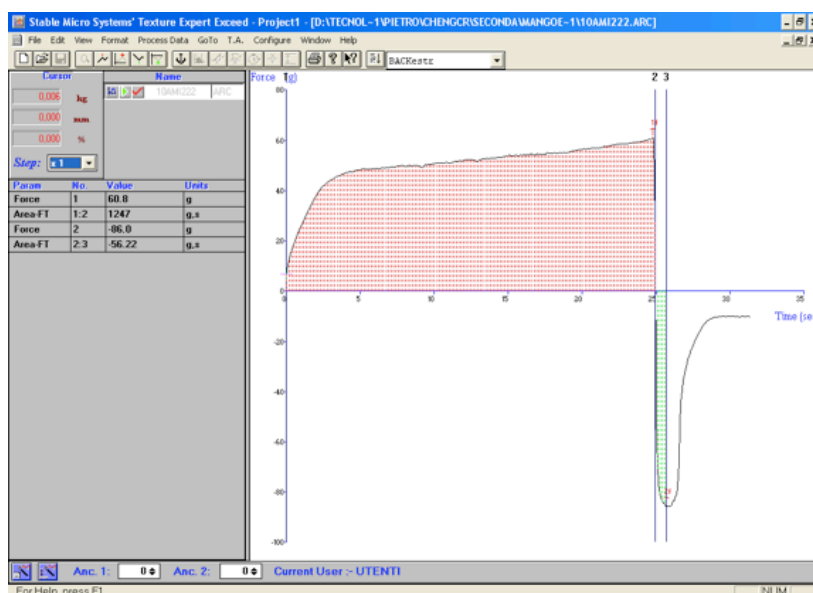 Stable Micro Systems' Texture Expert Exceed - Project1 - [D:\TECNOL~1\PIETRO\CHENGCR\SECONDA\MANGOE~1\10AMI222.ARC]
File Edit View Format Process Data GoTo T.A. Configure Window Help
BACKestr
Cursor
0,006 kg
0,000 mm
0,000 %
Step: x 1
Name
10AMI222 ARC
Param No. Value Units
Force 1 60.8 g
Area-FT 1:2 1247 g,s
Force 2 -86.0 g
Area-FT 2:3 -56.22 g,s
Force (g)
2 3
80
60
40
20
0
-20
-40
-60
-80
-100
0 5 10 15 20 25 30 35
Time (se
Anc. 1: 0 Anc. 2: 0 Current User :- UTENTI
For Help, press F1 NUM